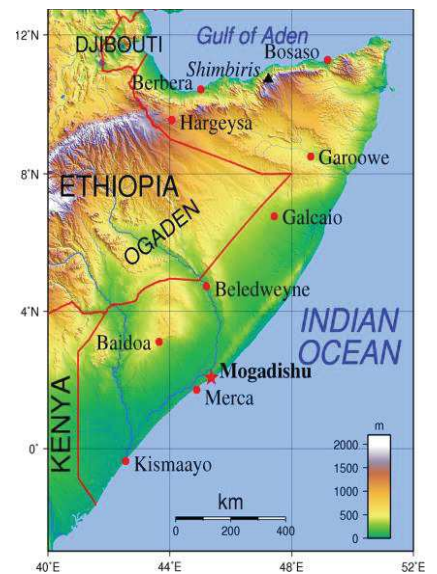 12°N
DJIBOUTI
Gulf of Aden
Bosaso
Shimbiris
Berbera
Hargeysa
Garoowe
8°N
ETHIOPIA
OGADEN
Galcaio
4°N
Beledweyne
INDIAN
OCEAN
Baidoa
Mogadishu
Merca
KENYA
0°
Kismaayo
m
2000
1500
1000
500
0
km
0 200 400
40°E 44°E 48°E 52°E